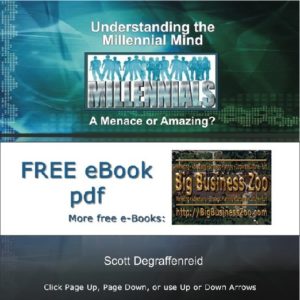 Understanding the
Millennial Mind
MILLENNIALS
A Menace or Amazing?
FREE eBook
pdf
More free e-Books:
Big Business Zoo
http://BigBusinessZoo.com
Scott Degraffenreid
Click Page Up, Page Down, or use Up or Down Arrows